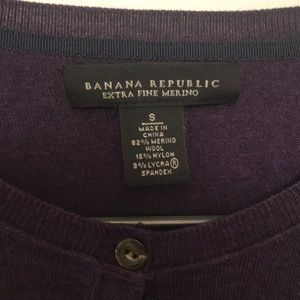 BANANA REPUBLIC
EXTRA FINE MERINO
S
MADE IN
CHINA
82% MERINO
WOOL
15% NYLON
3% LYCRA®
SPANDEX